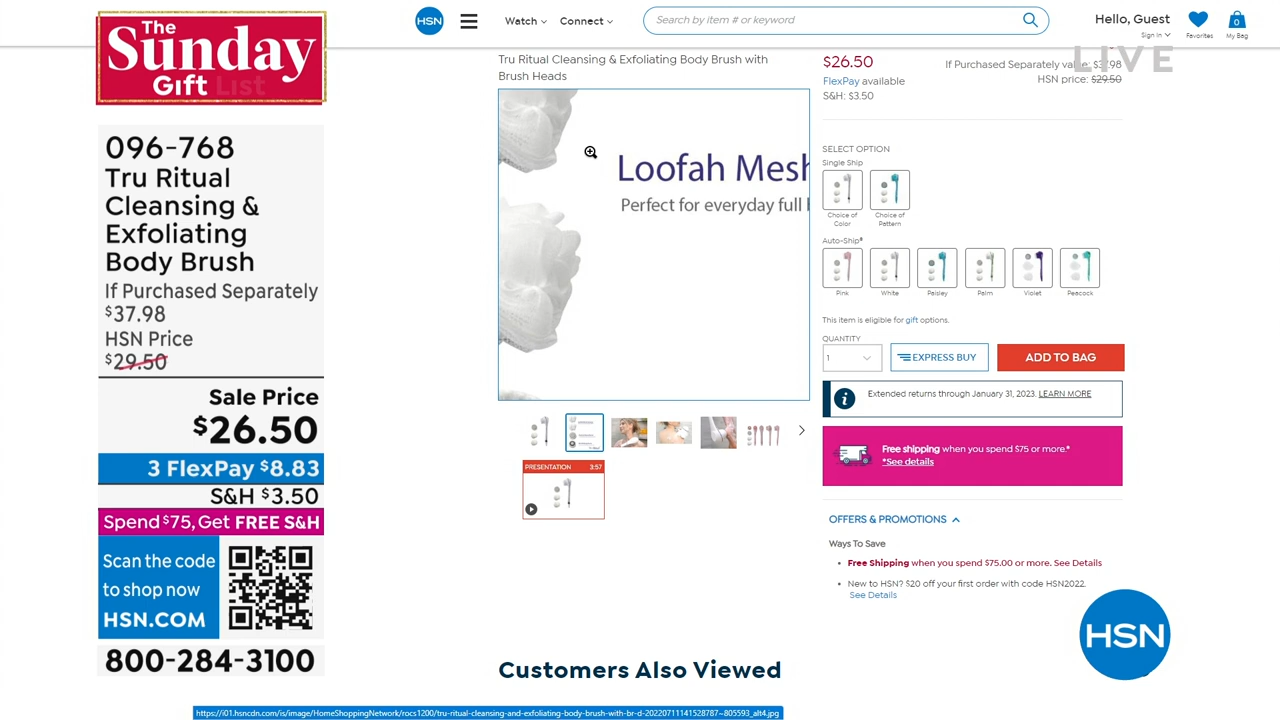 The
Sunday
Gift List
096-768
Tru Ritual
Cleansing &
Exfoliating
Body Brush
If Purchased Separately
$37.98
HSN Price
$29.50
Sale Price
$26.50
3 FlexPay $8.83
S&H $3.50
Spend $75, Get FREE S&H
Scan the code
to shop now
HSN.COM
800-284-3100
HSN
Watch
Connect
Search by item # or keyword
Hello, Guest
Sign in
Favorites
0
My Bag
LIVE
Tru Ritual Cleansing & Exfoliating Body Brush with
Brush Heads
Loofah Mesh
Perfect for everyday full
PRESENTATION 3:57
$26.50
If Purchased Separately value: $37.98
FlexPay available
HSN price: $29.50
S&H: $3.50
SELECT OPTION
Single Ship
Choice of
Color
Choice of
Pattern
Auto-Ship®
Pink
White
Paisley
Palm
Violet
Peacock
This item is eligible for gift options.
QUANTITY
1
EXPRESS BUY
ADD TO BAG
i
Extended returns through January 31, 2023. LEARN MORE
Free shipping when you spend $75 or more.*
*See details
OFFERS & PROMOTIONS
Ways To Save
• Free Shipping when you spend $75.00 or more. See Details
• New to HSN? $20 off your first order with code HSN2022.
See Details
HSN
Customers Also Viewed
https://i01.hsncdn.com/is/image/HomeShoppingNetwork/rocs1200/tru-ritual-cleansing-and-exfoliating-body-brush-with-br-d-20220711141528787~805593_alt4.jpg